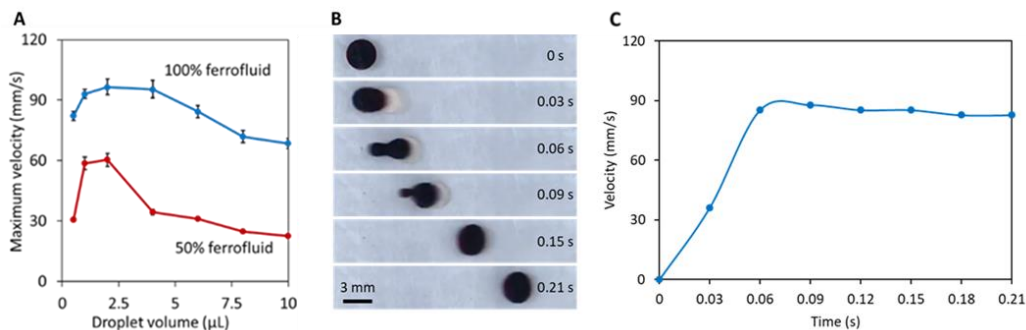 A
Maximum velocity (mm/s)
120
90
60
30
0
100% ferrofluid
50% ferrofluid
0
2.5
5
7.5
10
Droplet volume (µL)
B
0 s
0.03 s
0.06 s
0.09 s
0.15 s
0.21 s
3 mm
C
Velocity (mm/s)
120
90
60
30
0
0
0.03
0.06
0.09
0.12
0.15
0.18
0.21
Time (s)